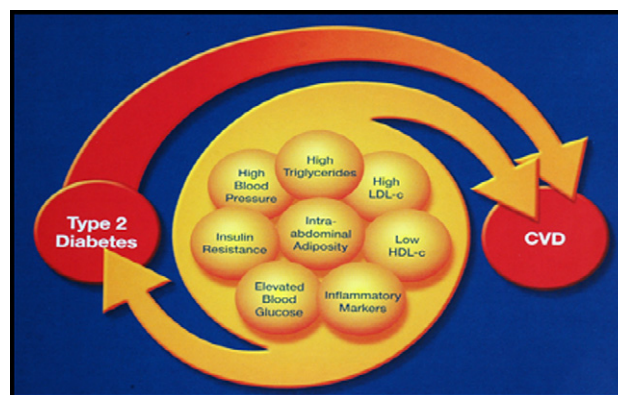 High
Triglycerides
High
Blood
Pressure
High
LDL-c
Type 2
Diabetes
Insulin
Resistance
Intra-
abdominal
Adiposity
Low
HDL-c
CVD
Elevated
Blood
Glucose
Inflammatory
Markers